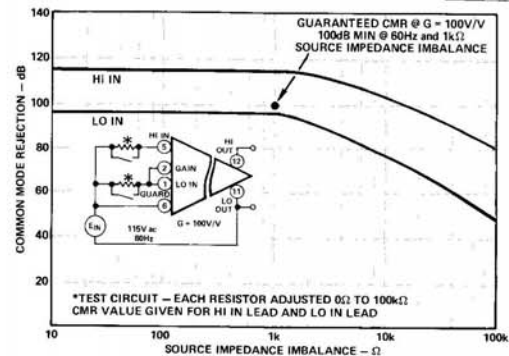 GUARANTEED CMR @ G = 100V/V
100dB MIN @ 60Hz and 1kΩ
SOURCE IMPEDANCE IMBALANCE
COMMON MODE REJECTION – dB
140
120
100
80
60
40
20
Hi IN
LO IN
*
HI IN
5
2
GAIN
*
1
LO IN
GUARD
6
HI
OUT
12
11
LO
OUT
G = 100V/V
EIN
115V ac
60Hz
*TEST CIRCUIT – EACH RESISTOR ADJUSTED 0Ω TO 100kΩ
CMR VALUE GIVEN FOR HI IN LEAD AND LO IN LEAD
10
100
1k
10k
100k
SOURCE IMPEDANCE IMBALANCE – Ω